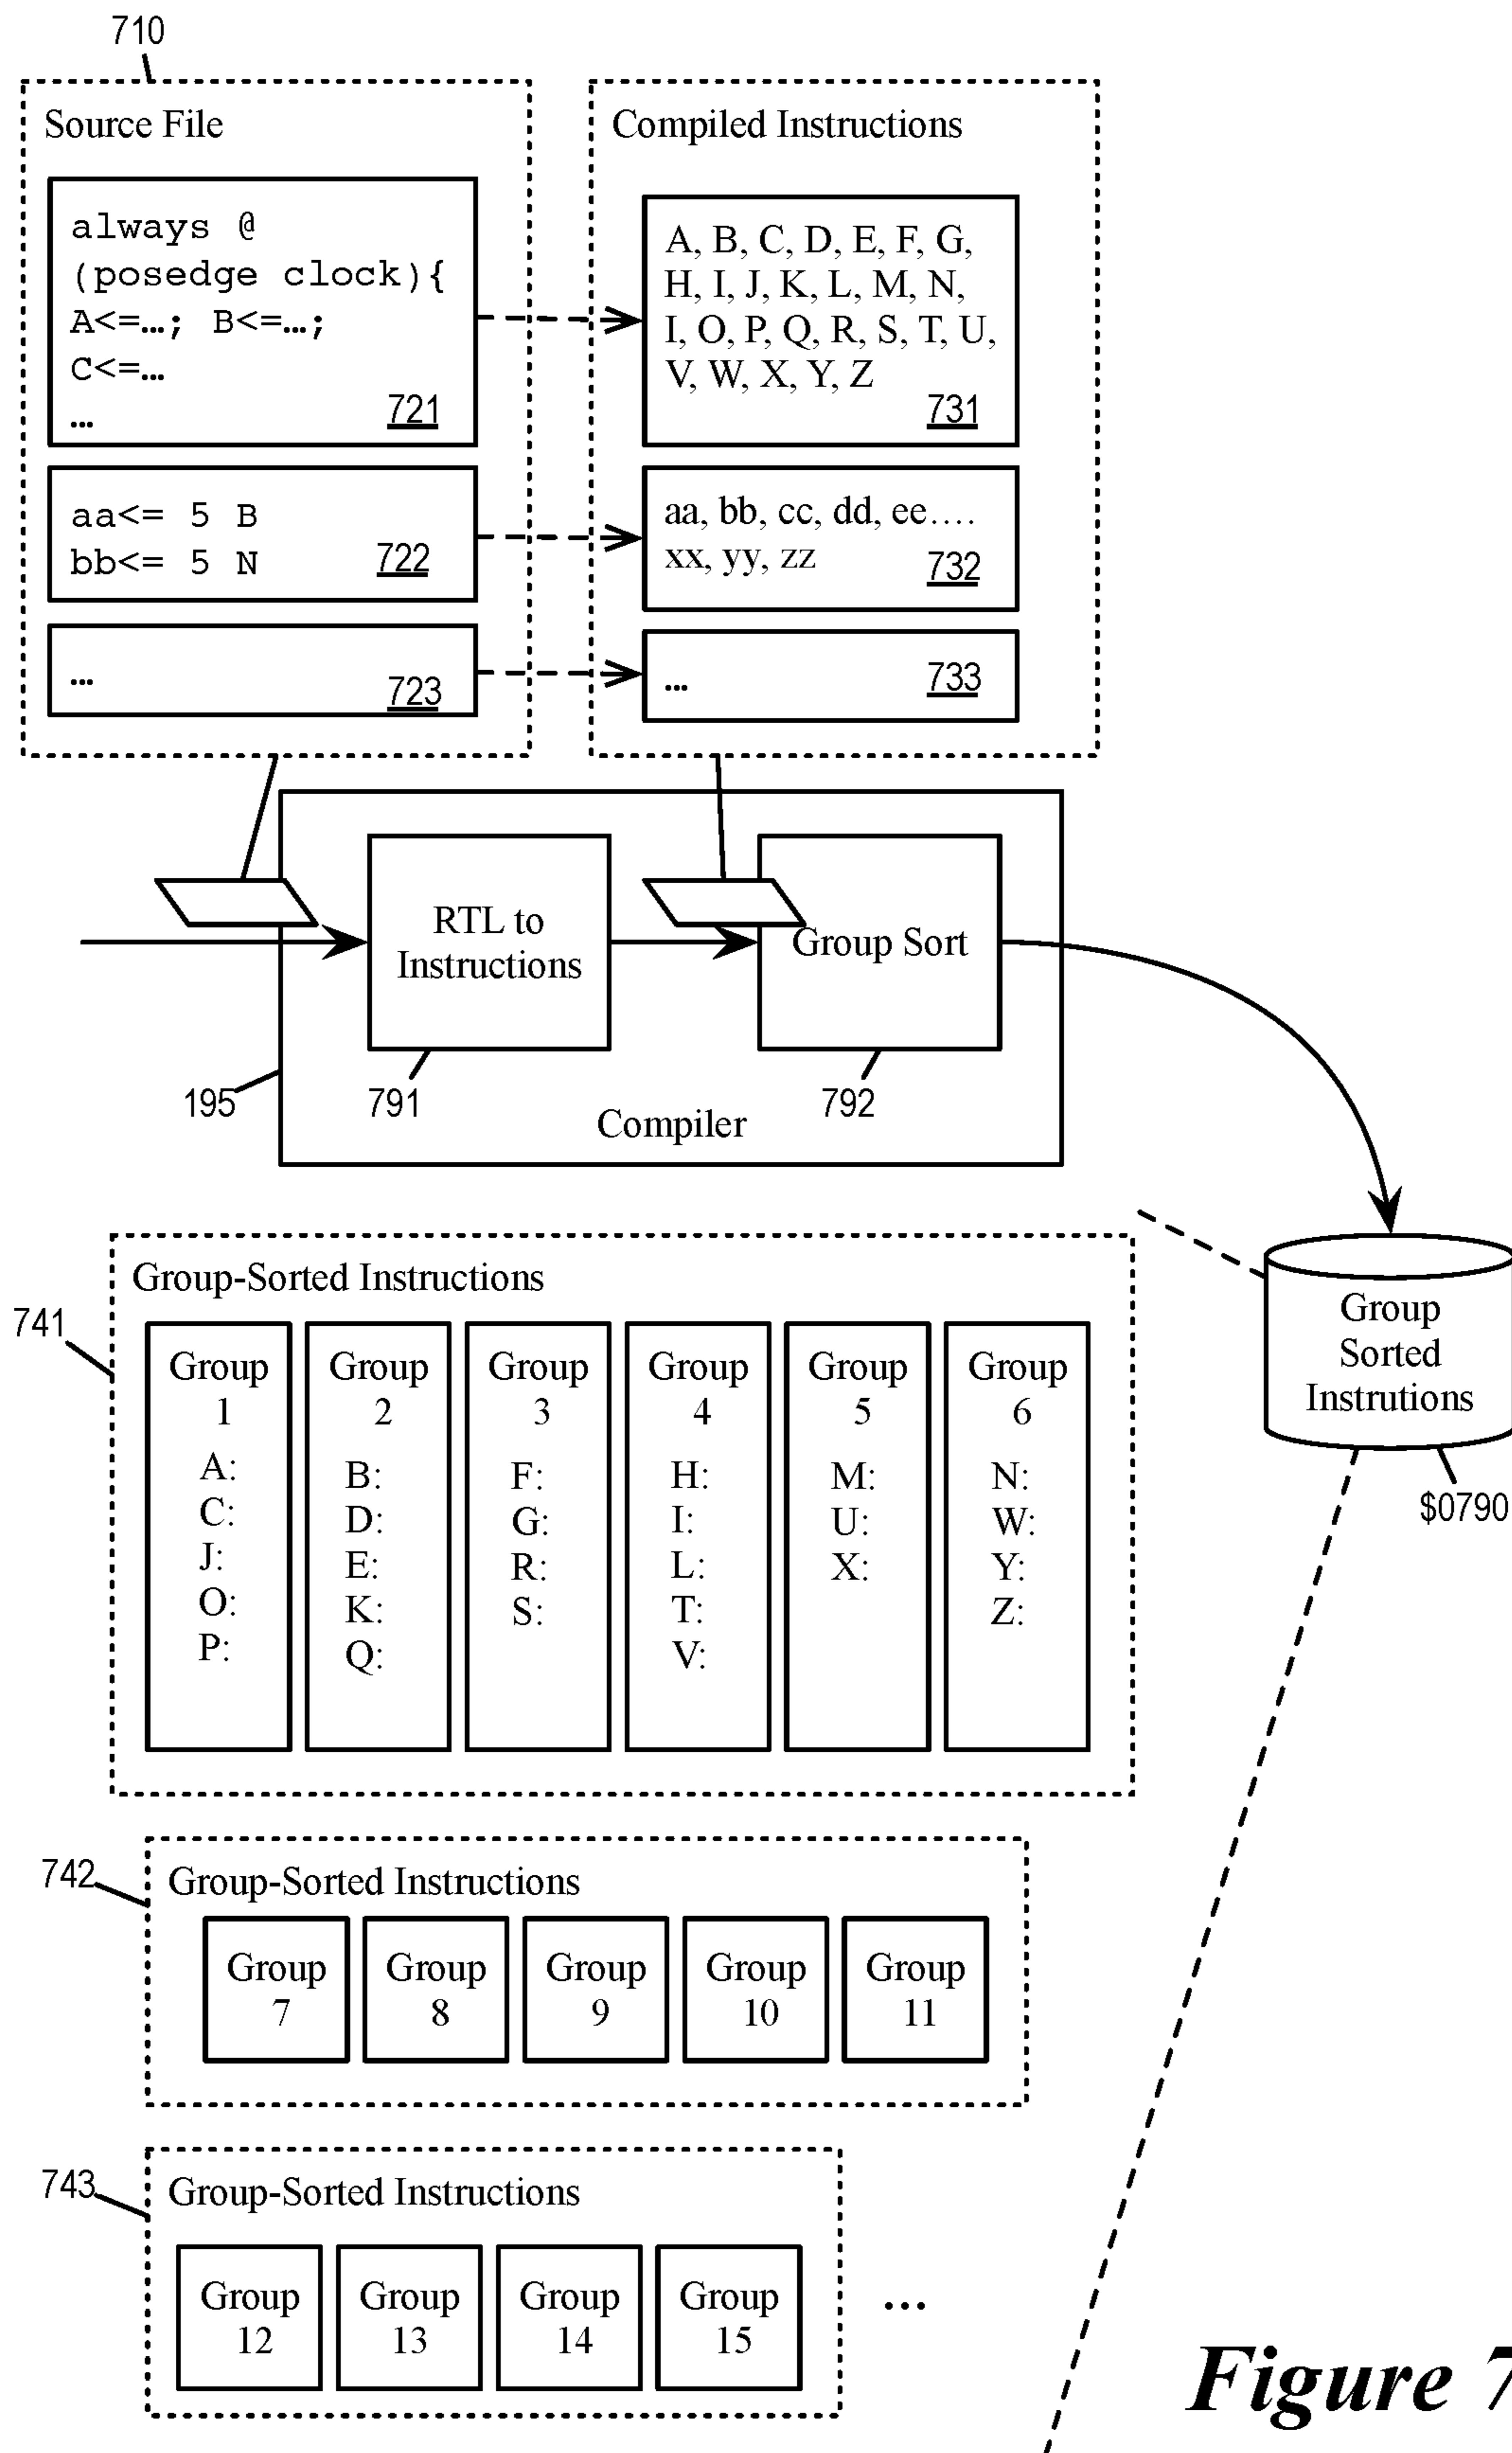 710
Source File
always @
(posedge clock){
A<=…; B<=…;
C<=…
…
721
aa<= 5 B
bb<= 5 N
722
…
723
Compiled Instructions
A, B, C, D, E, F, G,
H, I, J, K, L, M, N,
I, O, P, Q, R, S, T, U,
V, W, X, Y, Z
731
aa, bb, cc, dd, ee….
xx, yy, zz
732
…
733
RTL to
Instructions
Group Sort
195
791
792
Compiler
Group
Sorted
Instrutions
$0790
741
Group-Sorted Instructions
Group
1
A:
C:
J:
O:
P:
Group
2
B:
D:
E:
K:
Q:
Group
3
F:
G:
R:
S:
Group
4
H:
I:
L:
T:
V:
Group
5
M:
U:
X:
Group
6
N:
W:
Y:
Z:
742
Group-Sorted Instructions
Group
7
Group
8
Group
9
Group
10
Group
11
743
Group-Sorted Instructions
Group
12
Group
13
Group
14
Group
15
…
Figure 7